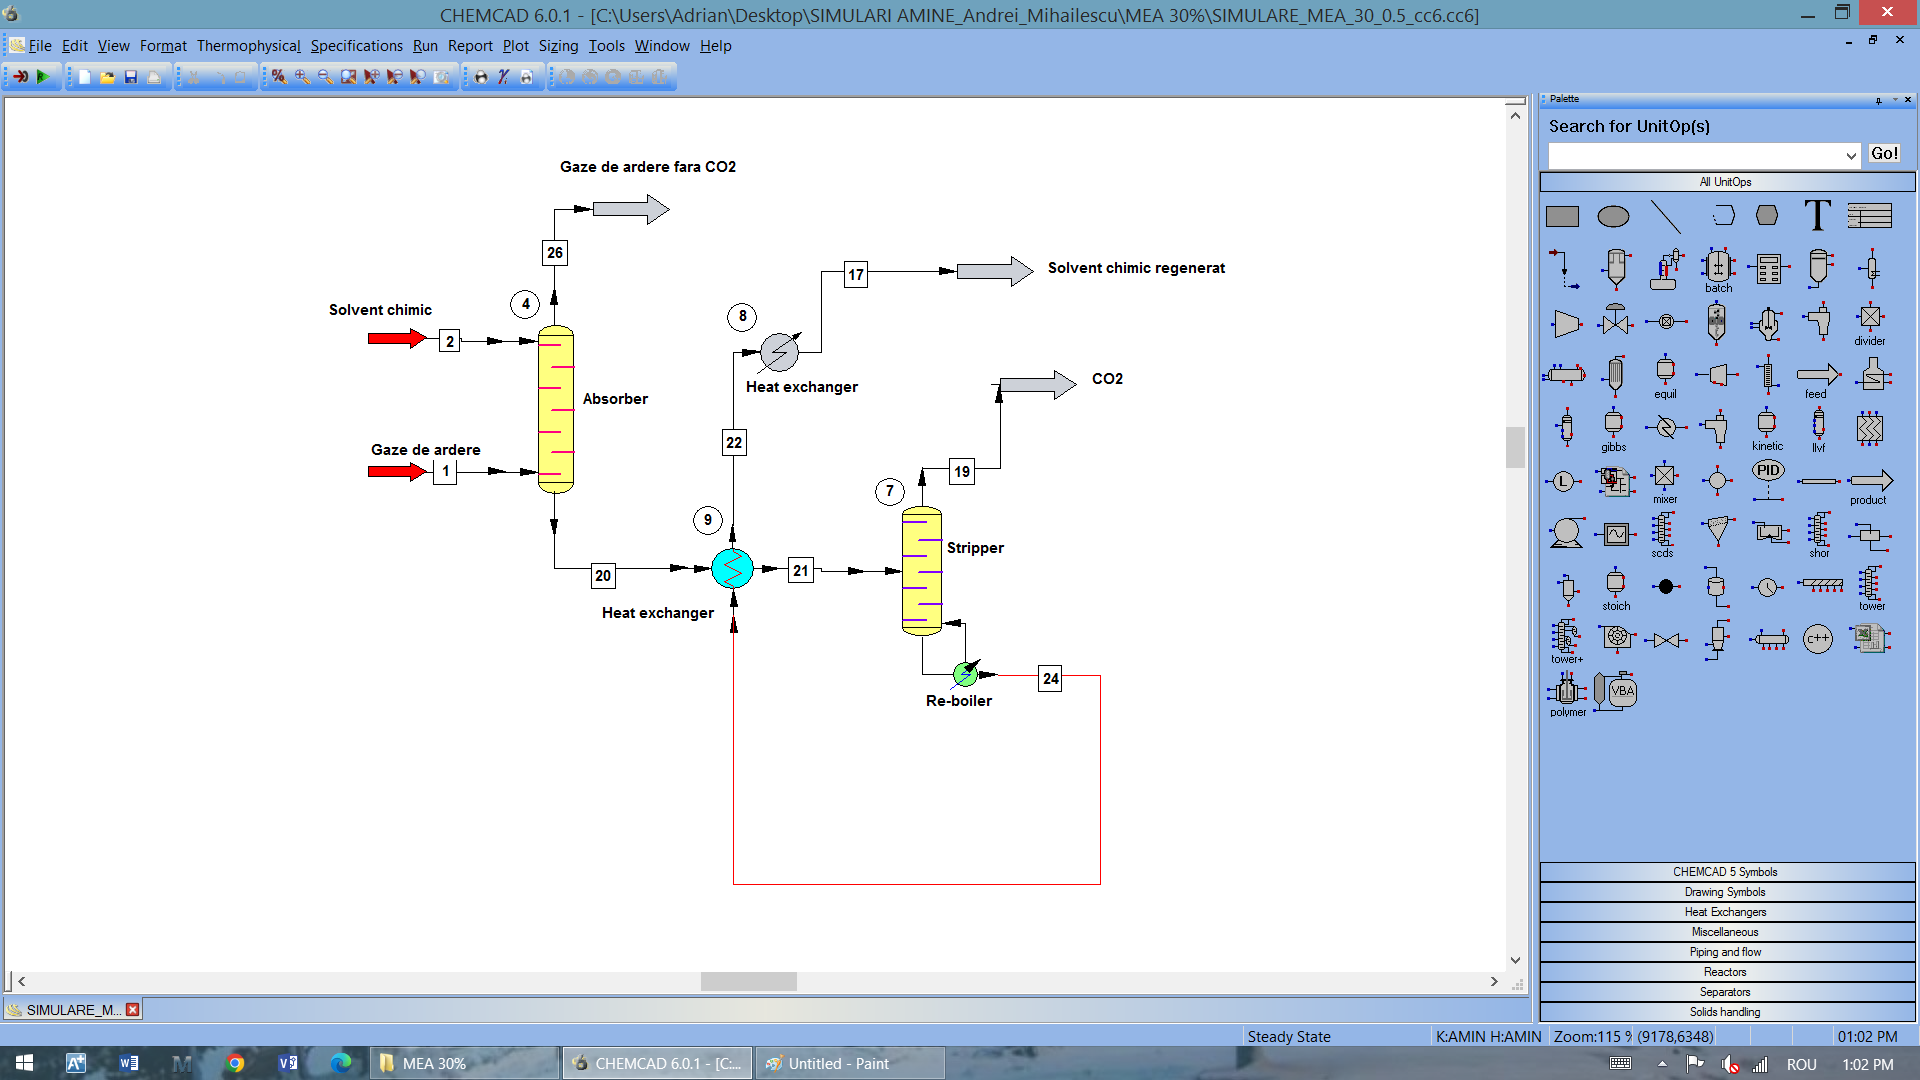 CHEMCAD 6.0.1 - [C:\Users\Adrian\Desktop\SIMULARI AMINE_Andrei_Mihailescu\MEA 30%\SIMULARE_MEA_30_0.5_cc6.cc6]
File Edit View Format Thermophysical Specifications Run Report Plot Sizing Tools Window Help
Palette
Search for UnitOp(s)
Go!
All UnitOps
T
batch
divider
equil
feed
gibbs
kinetic
llvf
L
mixer
PID
product
scds
shor
stoich
tower
tower+
c++
polymer
VBA
CHEMCAD 5 Symbols
Drawing Symbols
Heat Exchangers
Miscellaneous
Piping and flow
Reactors
Separators
Solids handling
Gaze de ardere fara CO2
26
17
Solvent chimic regenerat
4
Solvent chimic
8
2
Heat exchanger
CO2
Absorber
22
Gaze de ardere
1
19
7
9
Stripper
20
21
Heat exchanger
24
Re-boiler
SIMULARE_M...
Steady State
K:AMIN H:AMIN
Zoom:115 %
(9178,6348)
01:02 PM
MEA 30%
CHEMCAD 6.0.1 - [C:...
Untitled - Paint
ROU
1:02 PM